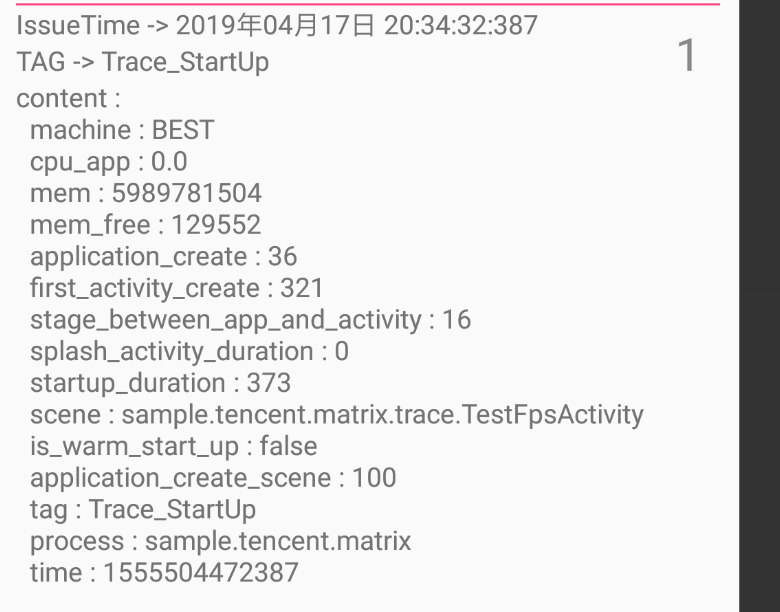 IssueTime -> 2019年04月17日 20:34:32:387
TAG -> Trace_StartUp
1
content :
machine : BEST
cpu_app : 0.0
mem : 5989781504
mem_free : 129552
application_create : 36
first_activity_create : 321
stage_between_app_and_activity : 16
splash_activity_duration : 0
startup_duration : 373
scene : sample.tencent.matrix.trace.TestFpsActivity
is_warm_start_up : false
application_create_scene : 100
tag : Trace_StartUp
process : sample.tencent.matrix
time : 1555504472387